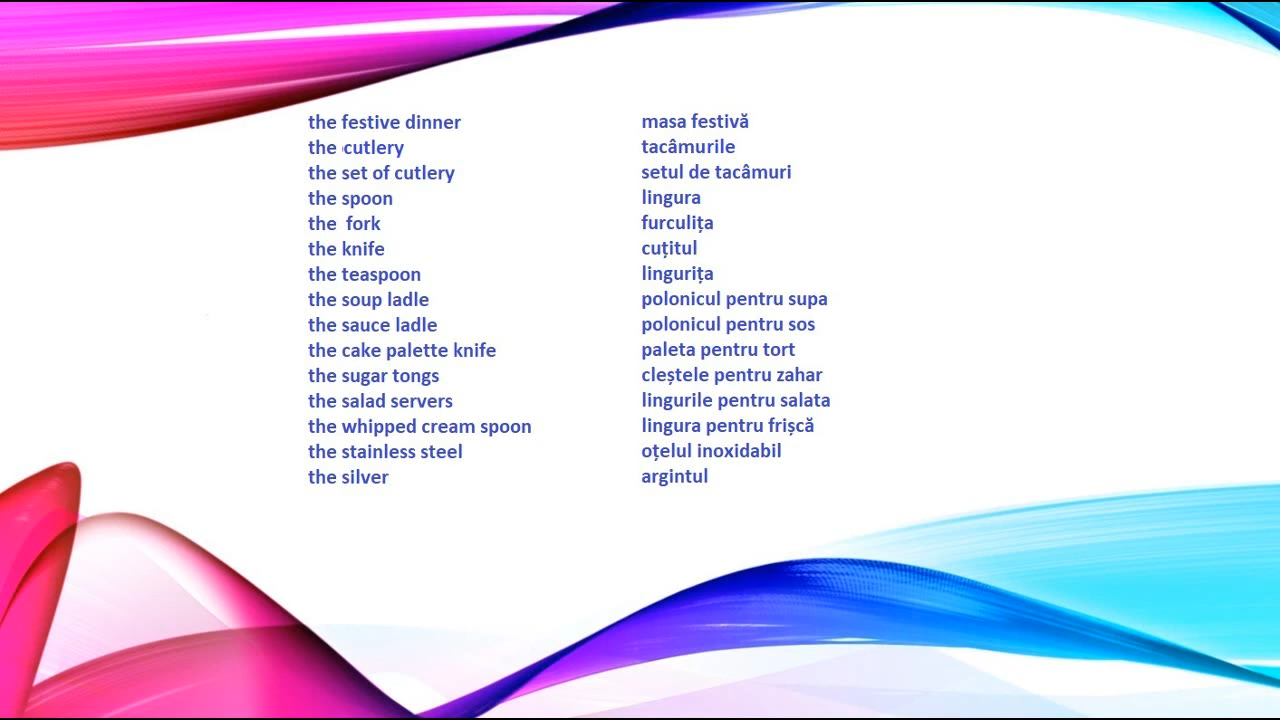 the festive dinner masa festivă
the cutlery tacâmurile
the set of cutlery setul de tacâmuri
the spoon lingura
the fork furculița
the knife cuțitul
the teaspoon lingurița
the soup ladle polonicul pentru supa
the sauce ladle polonicul pentru sos
the cake palette knife paleta pentru tort
the sugar tongs cleștele pentru zahar
the salad servers lingurile pentru salata
the whipped cream spoon lingura pentru frișcă
the stainless steel oțelul inoxidabil
the silver argintul